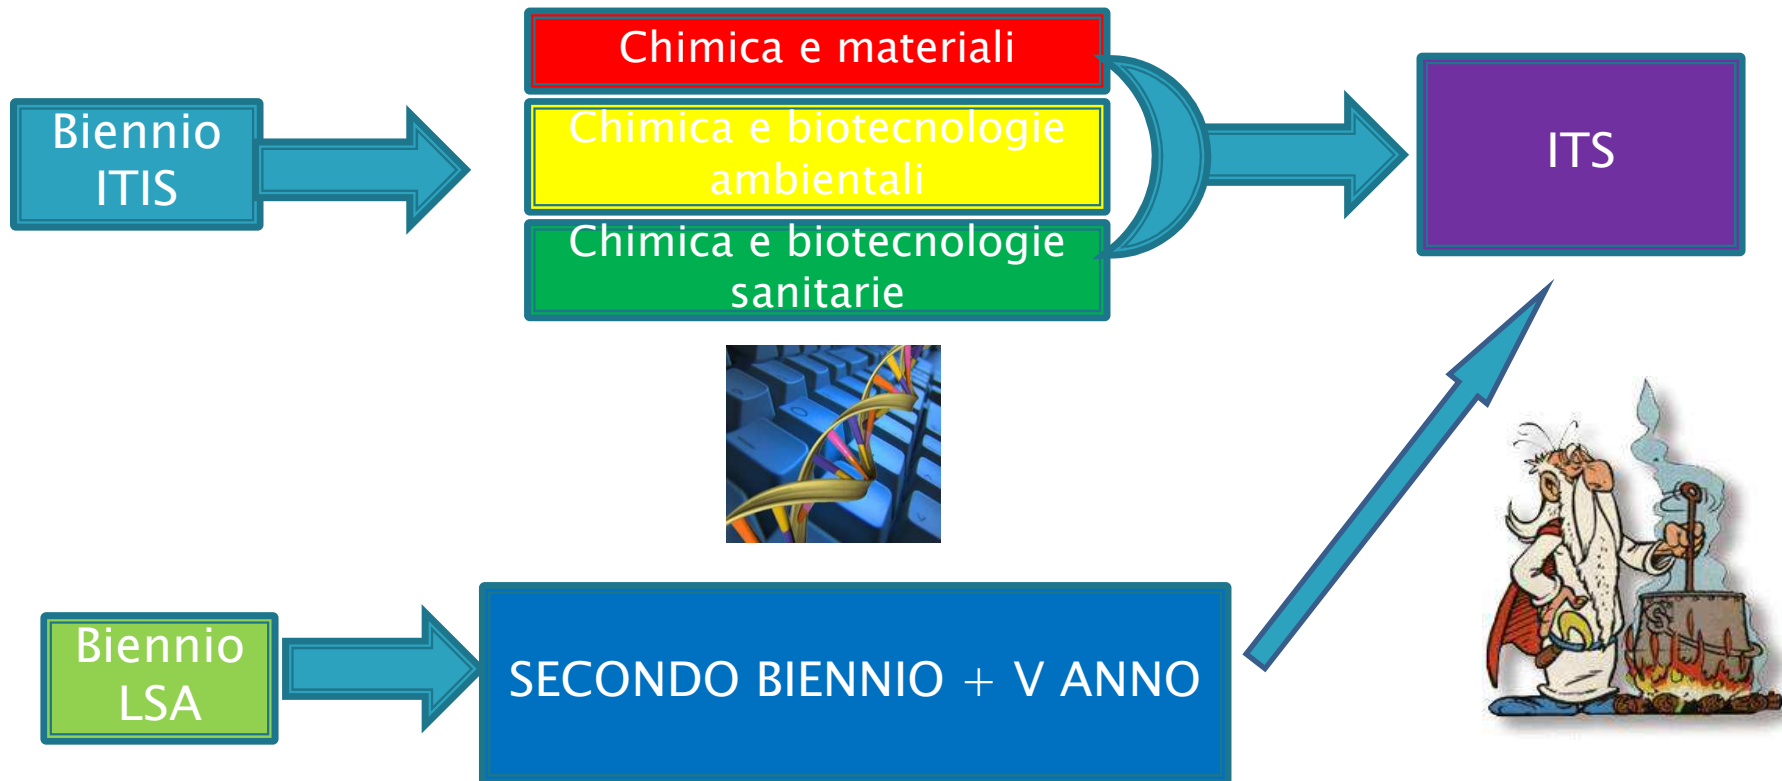 Chimica e materiali
Biennio
ITIS
Chimica e biotecnologie
ambientali
ITS
Chimica e biotecnologie
sanitarie
Biennio
LSA
SECONDO BIENNIO + V ANNO